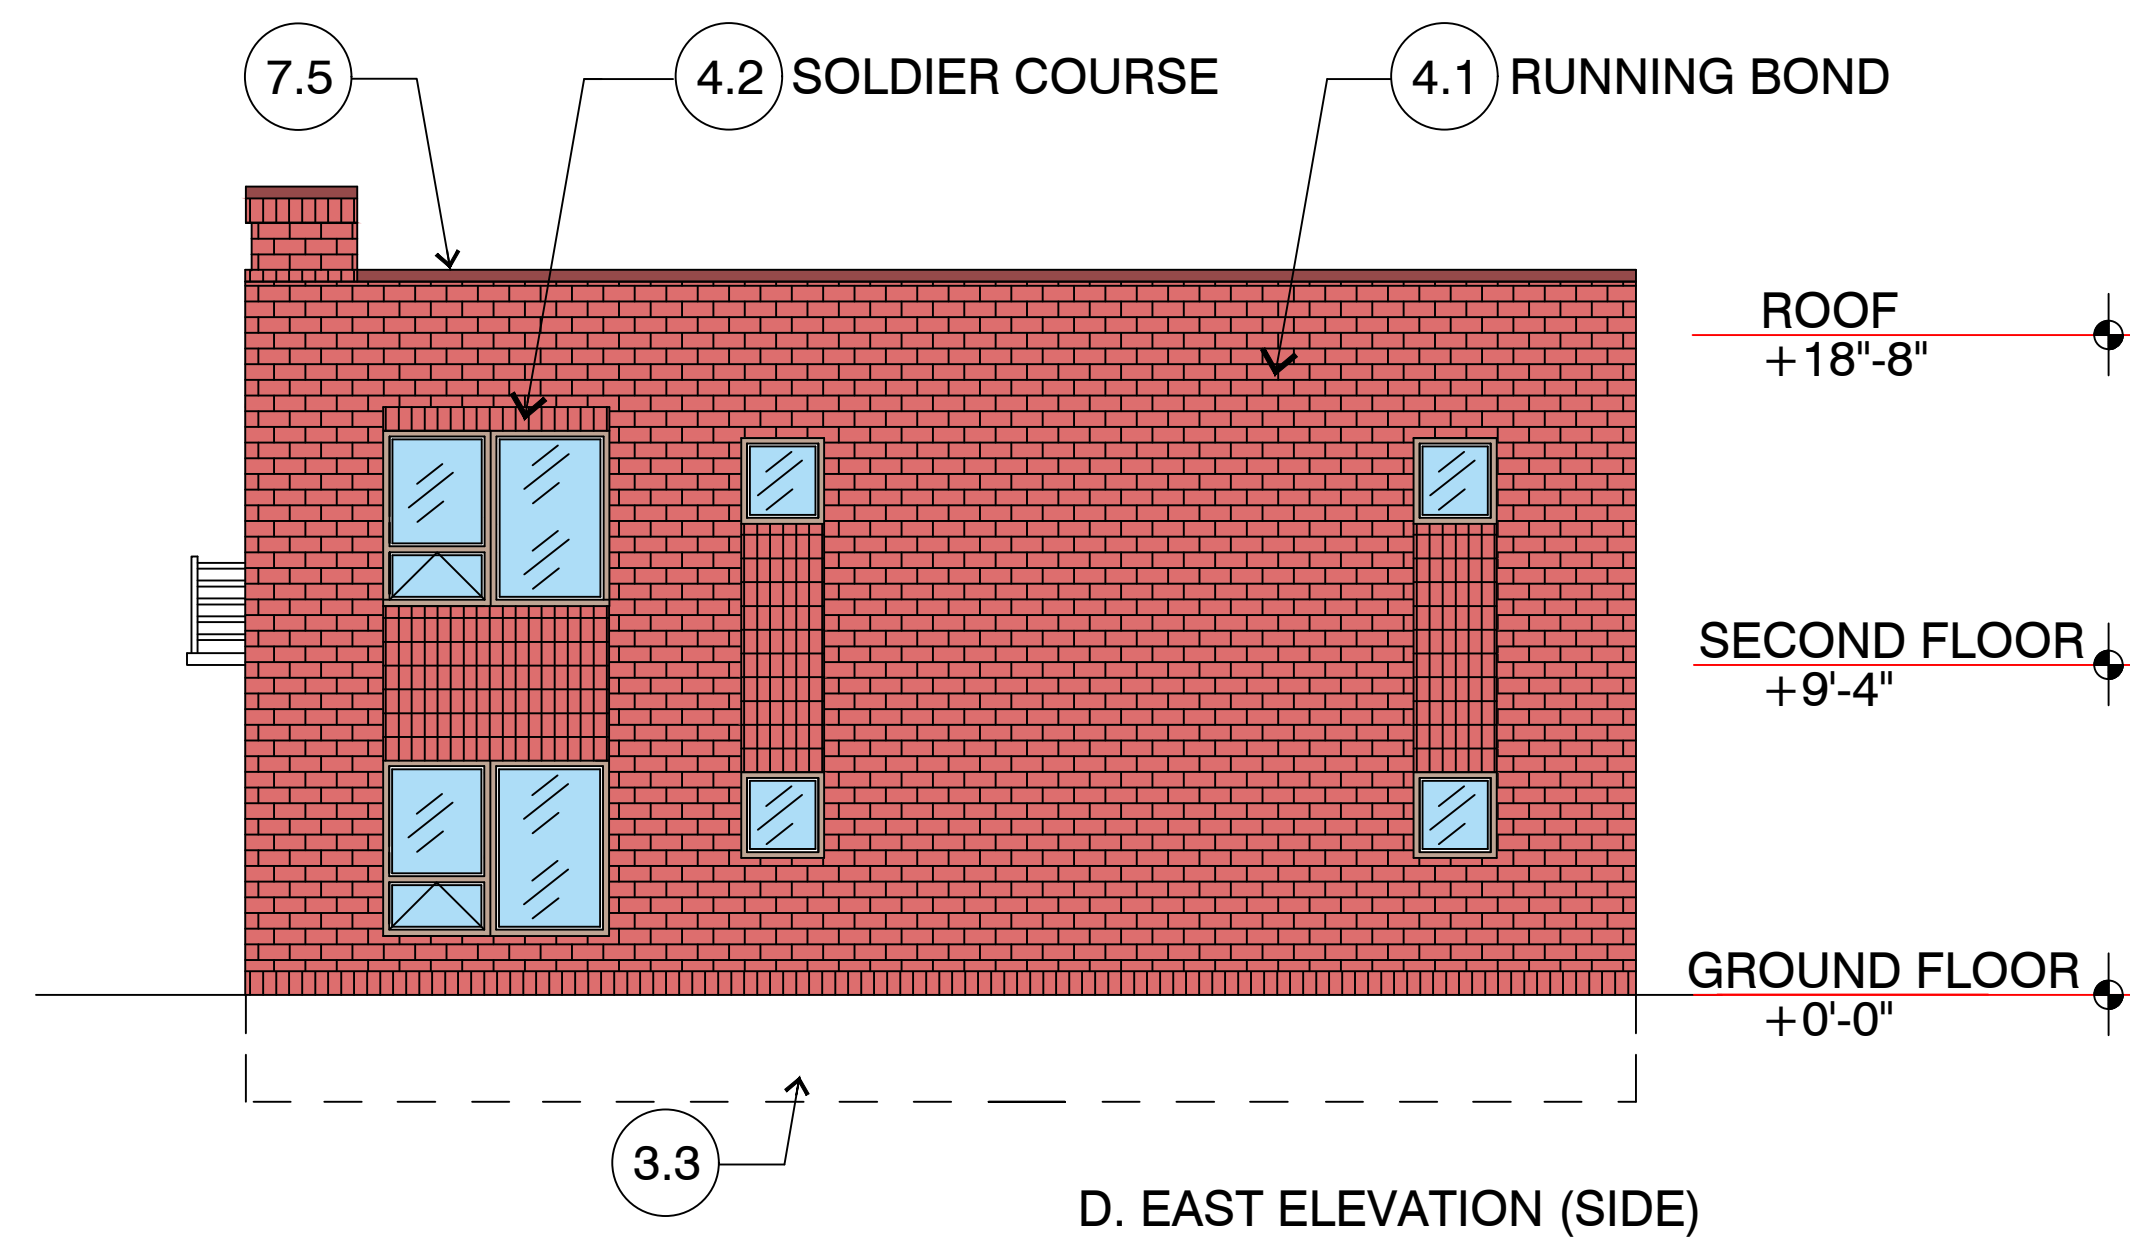 7.5
4.2 SOLDIER COURSE
4.1 RUNNING BOND
ROOF
+18"-8"
SECOND FLOOR
+9'-4"
GROUND FLOOR
+0'-0"
3.3
D. EAST ELEVATION (SIDE)